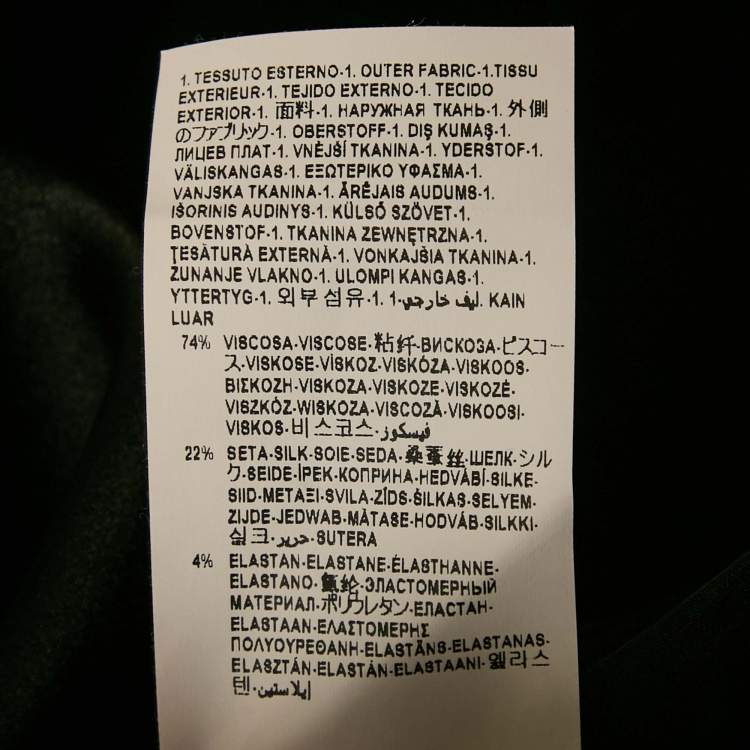 1. TESSUTO ESTERNO-1. OUTER FABRIC-1.TISSU
EXTERIEUR-1. TEJIDO EXTERNO-1. TECIDO
EXTERIOR-1. 面料-1. НАРУЖНАЯ ТКАНЬ-1. 外側
のファブリック-1. OBERSTOFF-1. DIŞ KUMAŞ-1.
ЛИЦЕВ ПЛАТ-1. VNĚJŠÍ TKANINA-1. YDERSTOF-1.
VÄLISKANGAS-1. ΕΞΩΤΕΡΙΚΟ ΥΦΑΣΜΑ-1.
VANJSKA TKANINA-1. ĀRĒJAIS AUDUMS-1.
IŠORINIS AUDINYS-1. KÜLSŐ SZÖVET-1.
BOVENSTOF-1. TKANINA ZEWNĘTRZNA-1.
ŢESĂTURĂ EXTERNĂ-1. VONKAJŠIA TKANINA-1.
ZUNANJE VLAKNO-1. ULOMPI KANGAS-1.
YTTERTYG-1. 외부 섬유-1. ليف خارجي-1. KAIN
LUAR
74% VISCOSA-VISCOSE-粘纤-ВИСКОЗА-ビスコー
ス-VISKOSE-VİSKOZ-VISKÓZA-VISKOOS-
ΒΙΣΚΟΖΗ-VISKOZA-VISKOZE-VISKOZĖ-
VISZKÓZ-WISKOZA-VISCOZĂ-VISKOOSI-
VISKOS-비스코스-فيسكوز
22% SETA-SILK-SOIE-SEDA-桑蚕丝-ШЕЛК-シル
ク-SEIDE-İPEK-КОПРИНА-HEDVÁBÍ-SILKE-
SIID-ΜΕΤΑΞΙ-SVILA-ZĪDS-ŠILKAS-SELYEM-
ZIJDE-JEDWAB-MĂTASE-HODVÁB-SILKKI-
실크-حرير-SUTERA
4% ELASTAN-ELASTANE-ÉLASTHANNE-
ELASTANO-氨纶-ЭЛАСТОМЕРНЫЙ
МАТЕРИАЛ-ポリウレタン-ЕЛАСТАН-
ELASTAAN-ΕΛΑΣΤΟΜΕΡΗΣ
ΠΟΛΥΟΥΡΕΘΑΝΗ-ELASTĀNS-ELASTANAS-
ELASZTÁN-ELASTÁN-ELASTAANI-엘라스
텐-إيلاستين